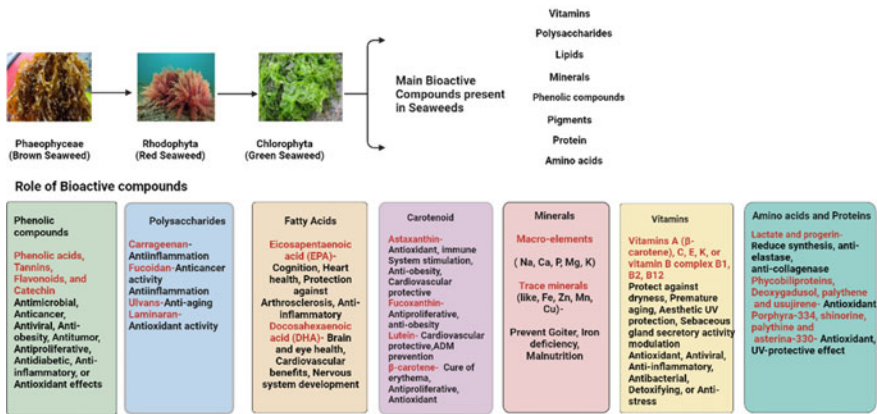 Vitamins
Polysaccharides
Lipids
Minerals
Phenolic compounds
Pigments
Protein
Amino acids
Main Bioactive
Compounds present
in Seaweeds
Phaeophyceae
(Brown Seaweed)
Rhodophyta
(Red Seaweed)
Chlorophyta
(Green Seaweed)
Role of Bioactive compounds
Phenolic
compounds
Phenolic acids,
Tannins,
Flavonoids, and
Catechin
Antimicrobial,
Anticancer,
Antiviral, Anti-
obesity, Antitumor,
Antiproliferative,
Antidiabetic, Anti-
inflammatory, or
Antioxidant effects
Polysaccharides
Carrageenan-
Antiinflammation
Fucoidan-Anticancer
activity
Antiinflammation
Ulvans-Anti-aging
Laminaran-
Antioxidant activity
Fatty Acids
Eicosapentaenoic
acid (EPA)-
Cognition, Heart
health, Protection
against
Arthrosclerosis, Anti-
inflammatory
Docosahexaenoic
acid (DHA)- Brain
and eye health,
Cardiovascular
benefits, Nervous
system development
Carotenoid
Astaxanthin-
Antioxidant, immune
System stimulation,
Anti-obesity,
Cardiovascular
protective
Fucoxanthin-
Antiproliferative,
anti-obesity
Lutein- Cardiovascular
protective,ADM
prevention
β-carotene- Cure of
erythema,
Antiproliferative,
Antioxidant
Minerals
Macro-elements
( Na, Ca, P, Mg, K)
Trace minerals
(like, Fe, Zn, Mn,
Cu)-
Prevent Goiter, Iron
deficiency,
Malnutrition
Vitamins
Vitamins A (β-
carotene), C, E, K, or
vitamin B complex B1,
B2, B12
Protect against
dryness, Premature
aging, Aesthetic UV
protection, Sebaceous
gland secretory activity
modulation
Antioxidant, Antiviral,
Anti-inflammatory,
Antibacterial,
Detoxifying, or Anti-
stress
Amino acids and Proteins
Lactate and progerin-
Reduce synthesis, anti-
elastase,
anti-collagenase
Phycobiliproteins,
Deoxygadusol, palythene
and usujirene- Antioxidant
Porphyra-334, shinorine,
palythine and
asterina-330- Antioxidant,
UV-protective effect